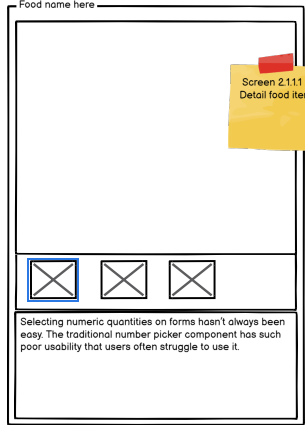 Food name here
Screen 2.1.1.1
Detail food
Selecting numeric quantities on forms hasn't always been
easy. The traditional number picker component has such
poor usability that users often struggle to use it.